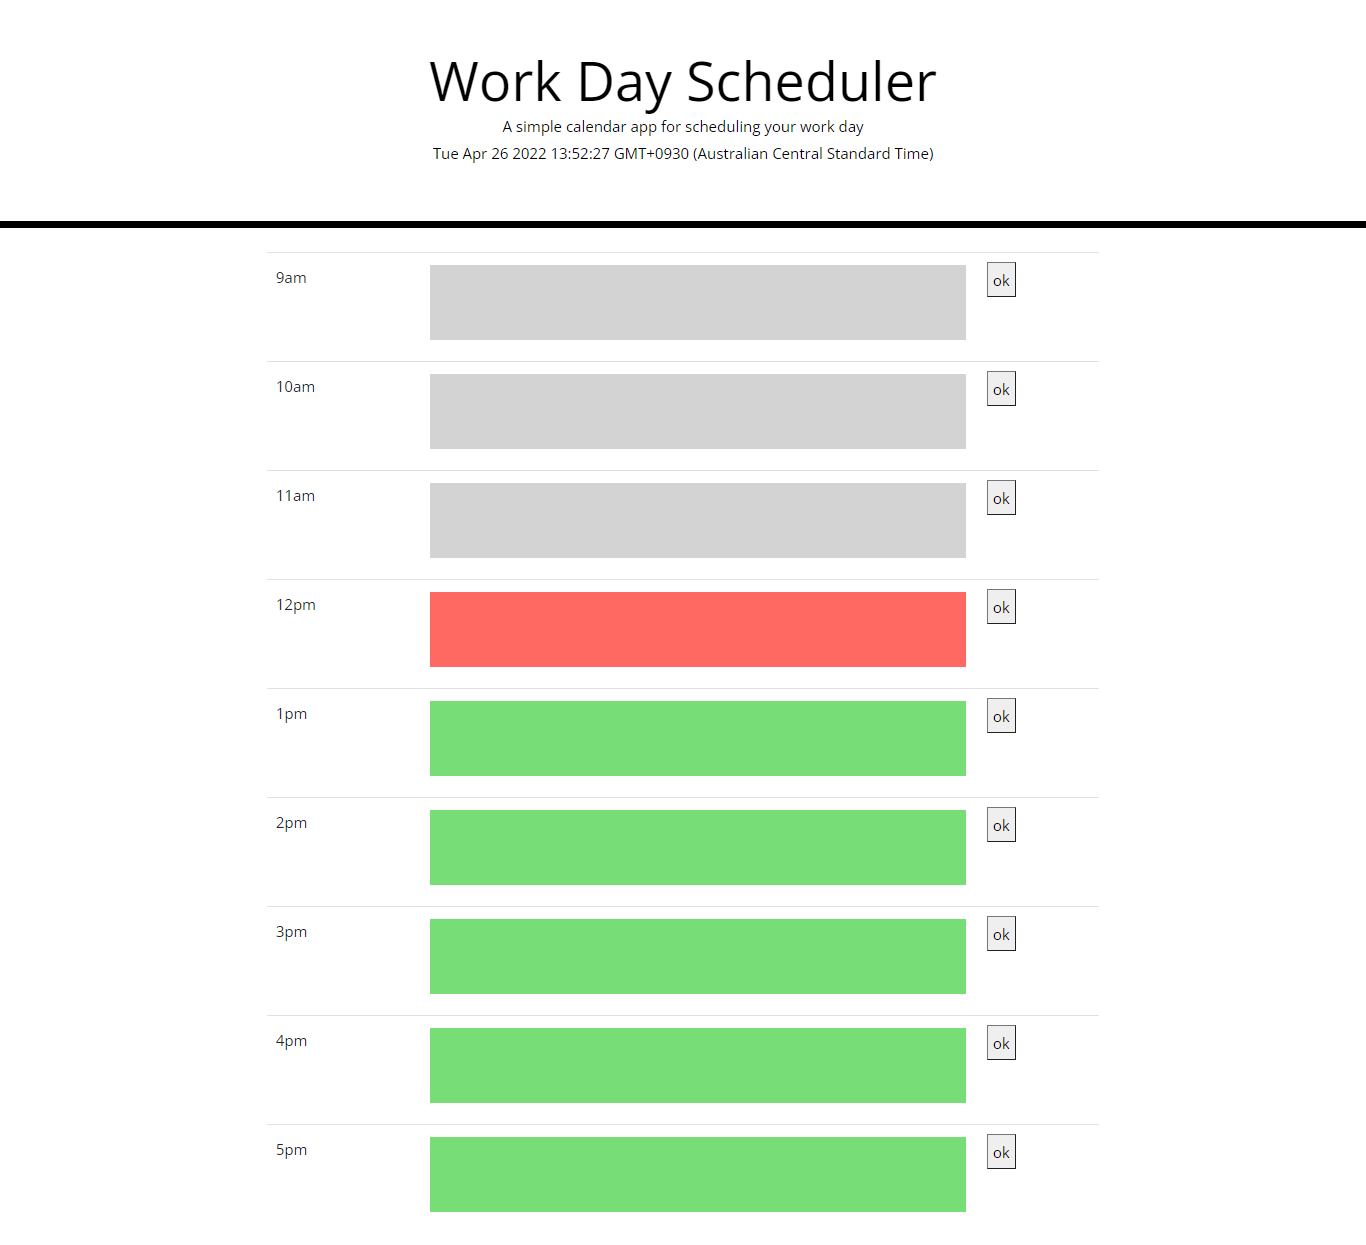 Work Day Scheduler
A simple calendar app for scheduling your work day
Tue Apr 26 2022 13:52:27 GMT+0930 (Australian Central Standard Time)
9am ok
10am ok
11am ok
12pm ok
1pm ok
2pm ok
3pm ok
4pm ok
5pm ok